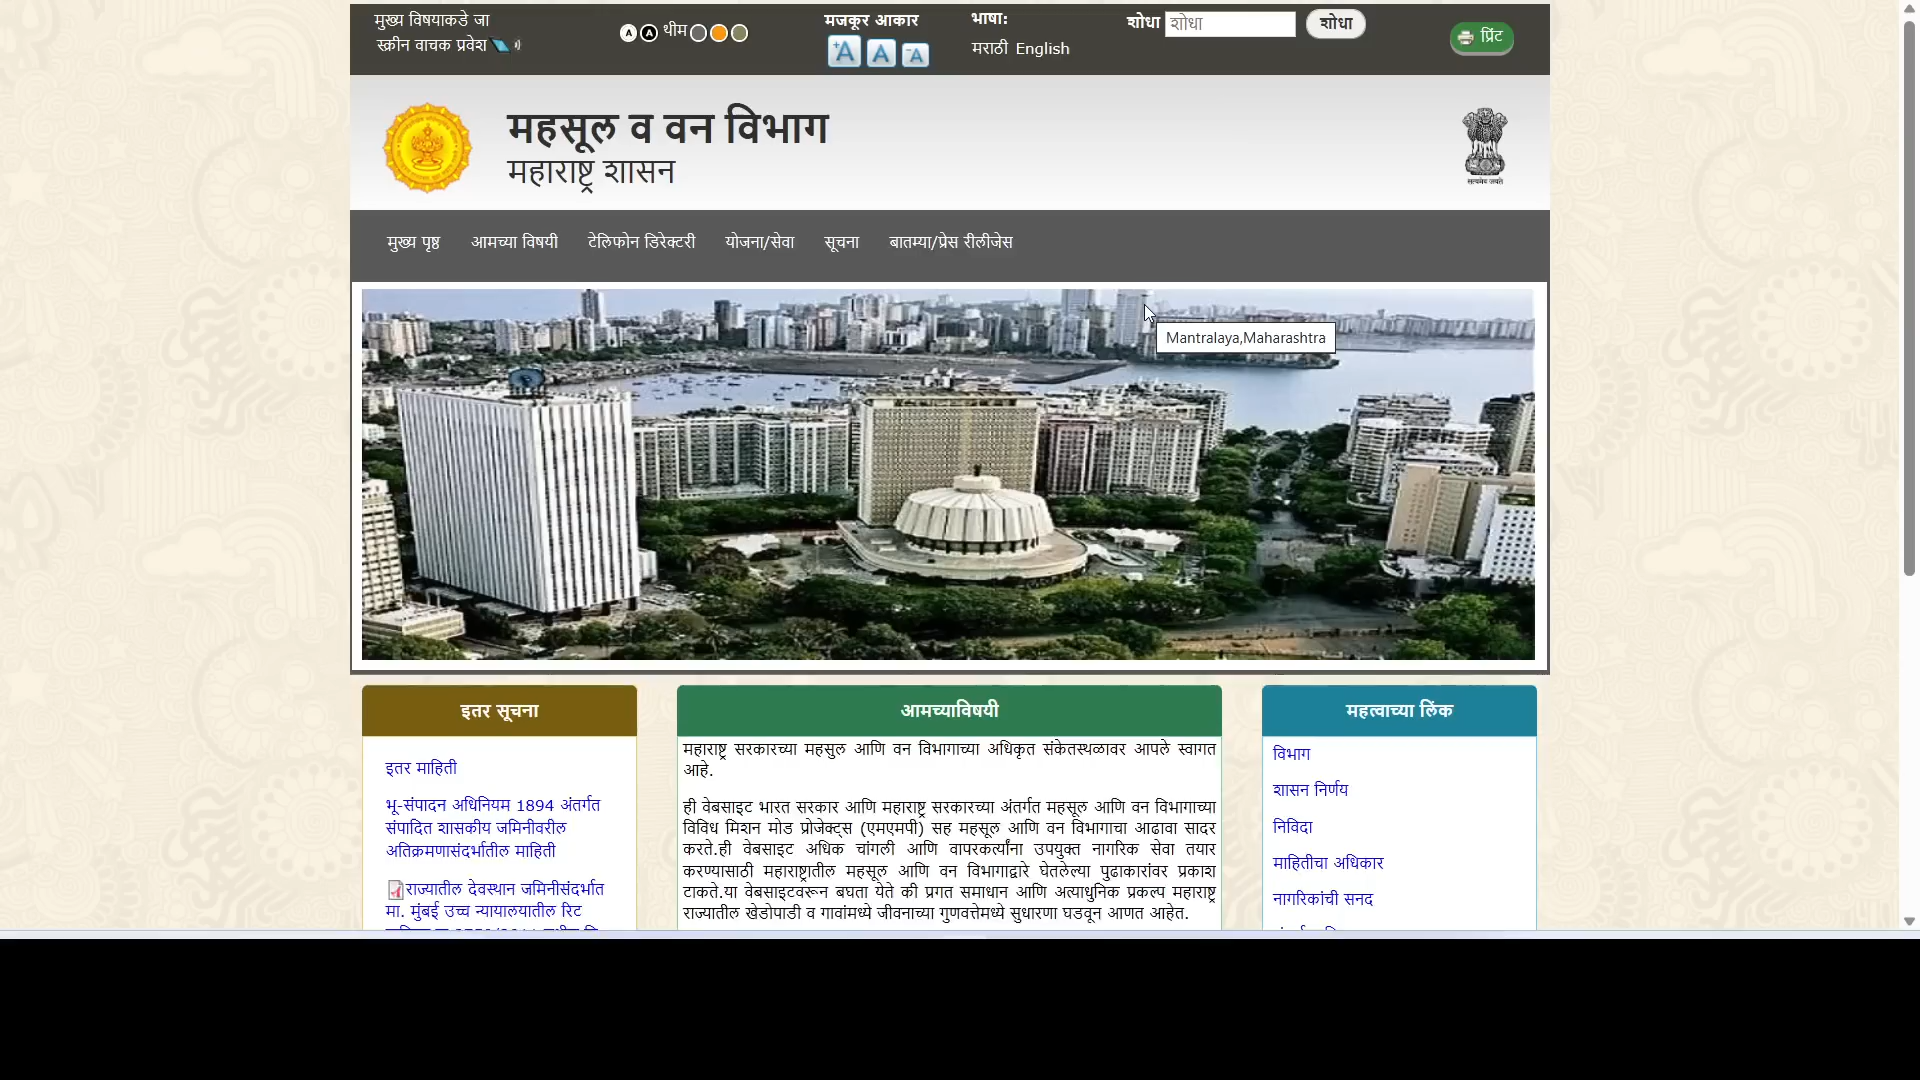 मुख्य विषयाकडे जा
स्क्रीन वाचक प्रवेश
A A थीम
मजकूर आकार
+A A -A
भाषा:
मराठी English
शोधा शोधा शोधा
प्रिंट
महसूल व वन विभाग
महाराष्ट्र शासन
सत्यमेव जयते
मुख्य पृष्ठ आमच्या विषयी टेलिफोन डिरेक्टरी योजना/सेवा सूचना बातम्या/प्रेस रीलीजेस
Mantralaya,Maharashtra
इतर सूचना
इतर माहिती
भू-संपादन अधिनियम 1894 अंतर्गत
संपादित शासकीय जमिनीवरील
अतिक्रमणासंदर्भातील माहिती
राज्यातील देवस्थान जमिनीसंदर्भात
मा. मुंबई उच्च न्यायालयातील रिट
आमच्याविषयी
महाराष्ट्र सरकारच्या महसुल आणि वन विभागाच्या अधिकृत संकेतस्थळावर आपले स्वागत
आहे.
ही वेबसाइट भारत सरकार आणि महाराष्ट्र सरकारच्या अंतर्गत महसूल आणि वन विभागाच्या
विविध मिशन मोड प्रोजेक्ट्स (एमएमपी) सह महसूल आणि वन विभागाचा आढावा सादर
करते.ही वेबसाइट अधिक चांगली आणि वापरकर्त्यांना उपयुक्त नागरिक सेवा तयार
करण्यासाठी महाराष्ट्रातील महसूल आणि वन विभागाद्वारे घेतलेल्या पुढाकारांवर प्रकाश
टाकते.या वेबसाइटवरून बघता येते की प्रगत समाधान आणि अत्याधुनिक प्रकल्प महाराष्ट्र
राज्यातील खेडोपाडी व गावांमध्ये जीवनाच्या गुणवत्तेमध्ये सुधारणा घडवून आणत आहेत.
महत्वाच्या लिंक
विभाग
शासन निर्णय
निविदा
माहितीचा अधिकार
नागरिकांची सनद